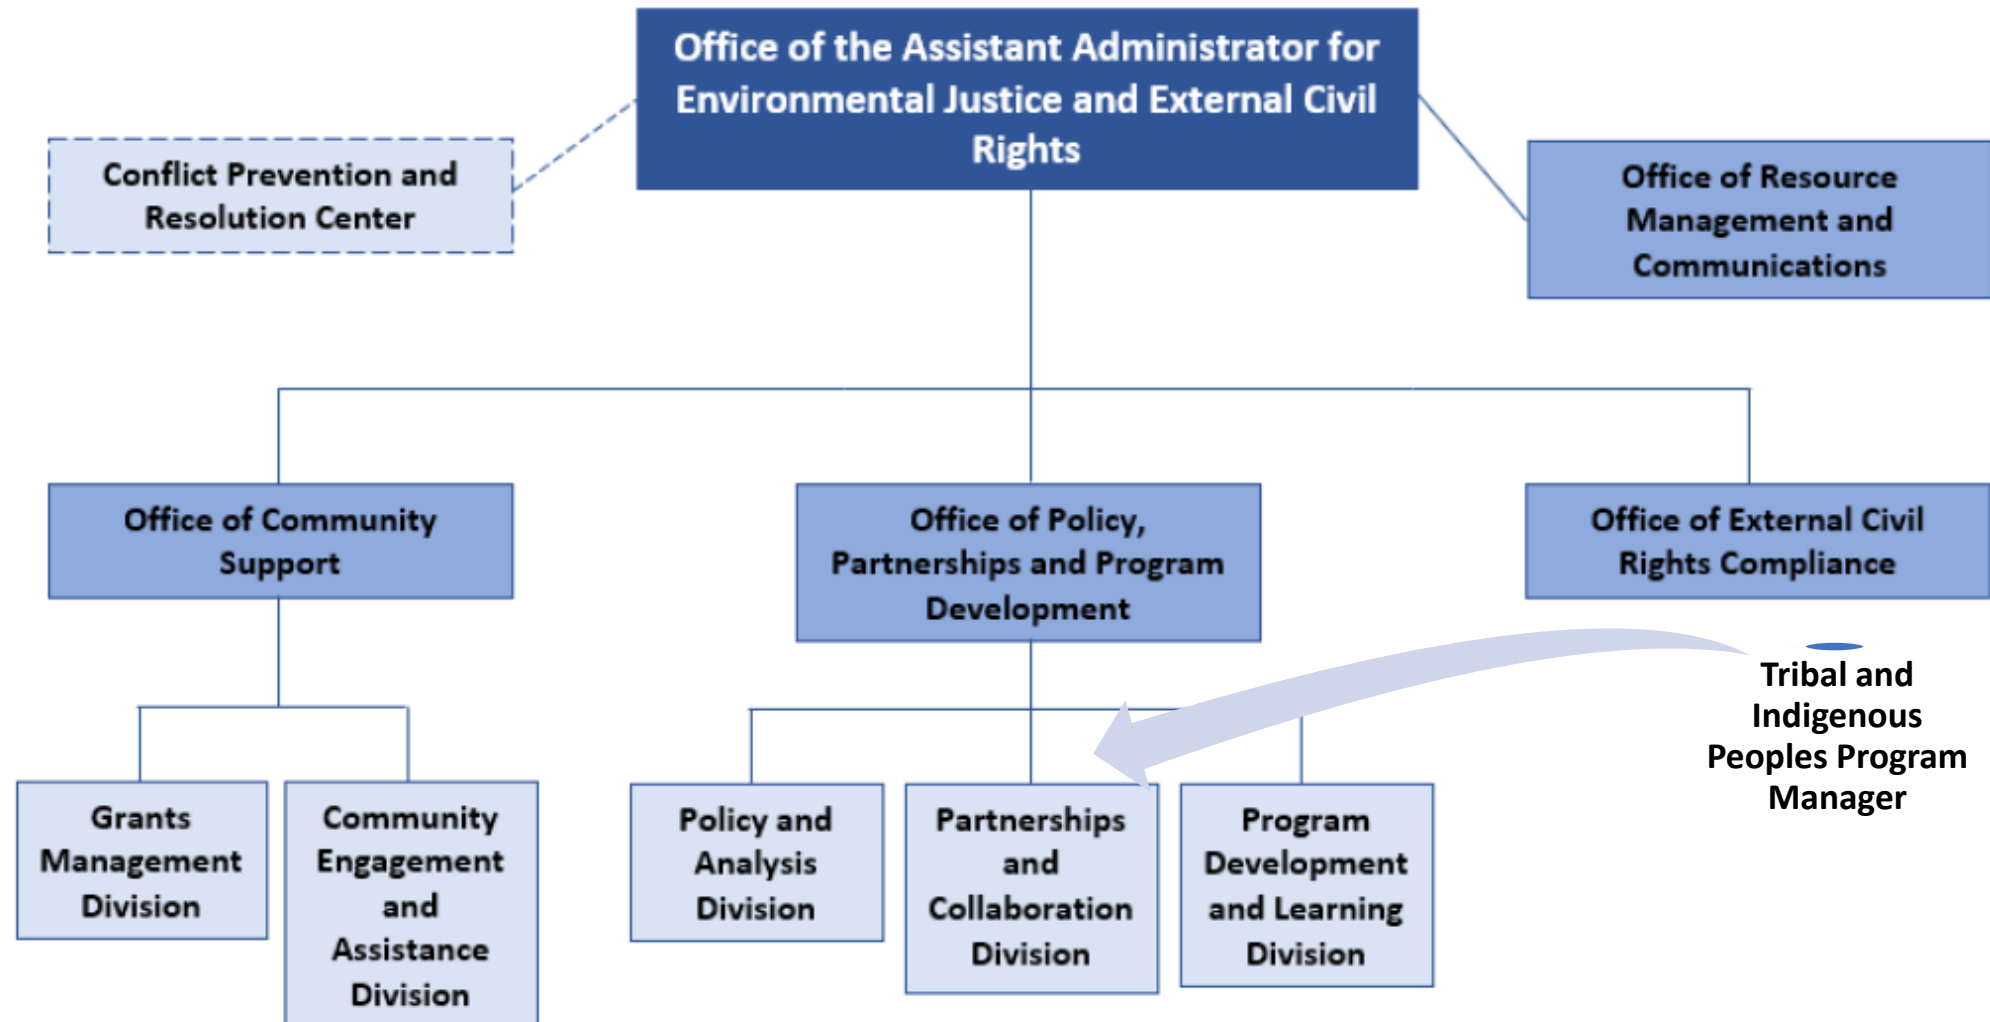 Office of the Assistant Administrator for
Environmental Justice and External Civil
Rights
Conflict Prevention and
Resolution Center
Office of Resource
Management and
Communications
Office of Community
Support
Office of Policy,
Partnerships and Program
Development
Office of External Civil
Rights Compliance
Tribal and
Indigenous
Peoples Program
Manager
Grants
Management
Division
Community
Engagement
and
Assistance
Division
Policy and
Analysis
Division
Partnerships
and
Collaboration
Division
Program
Development
and Learning
Division